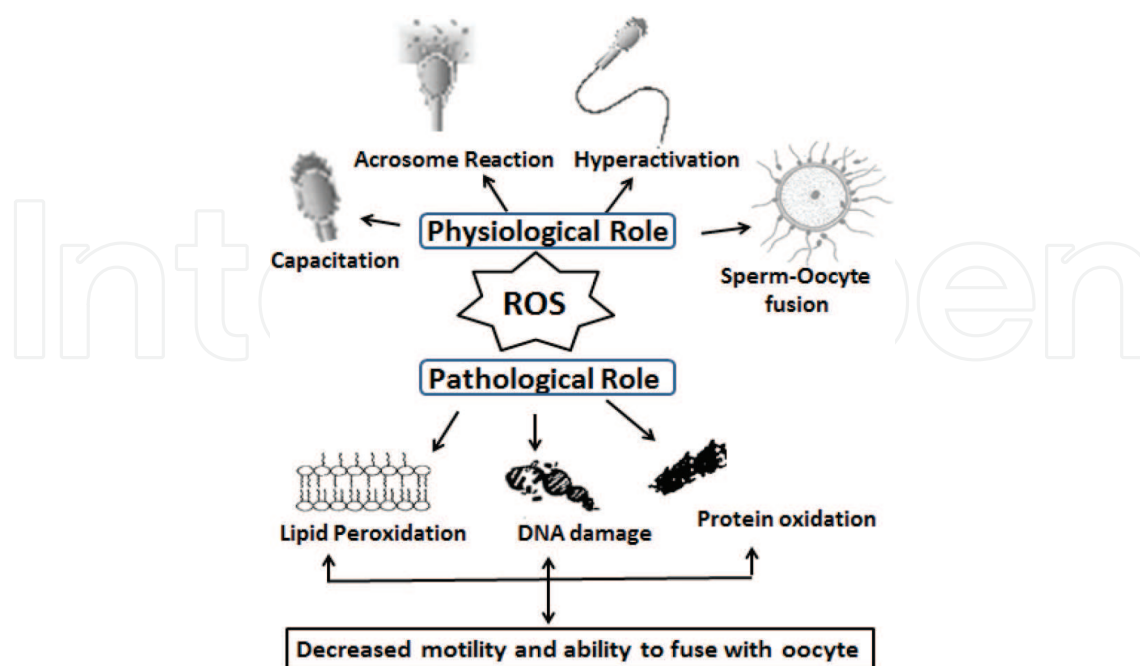 Acrosome Reaction
Hyperactivation
Capacitation
Physiological Role
Sperm-Oocyte
fusion
ROS
Pathological Role
Lipid Peroxidation
DNA damage
Protein oxidation
Decreased motility and ability to fuse with oocyte